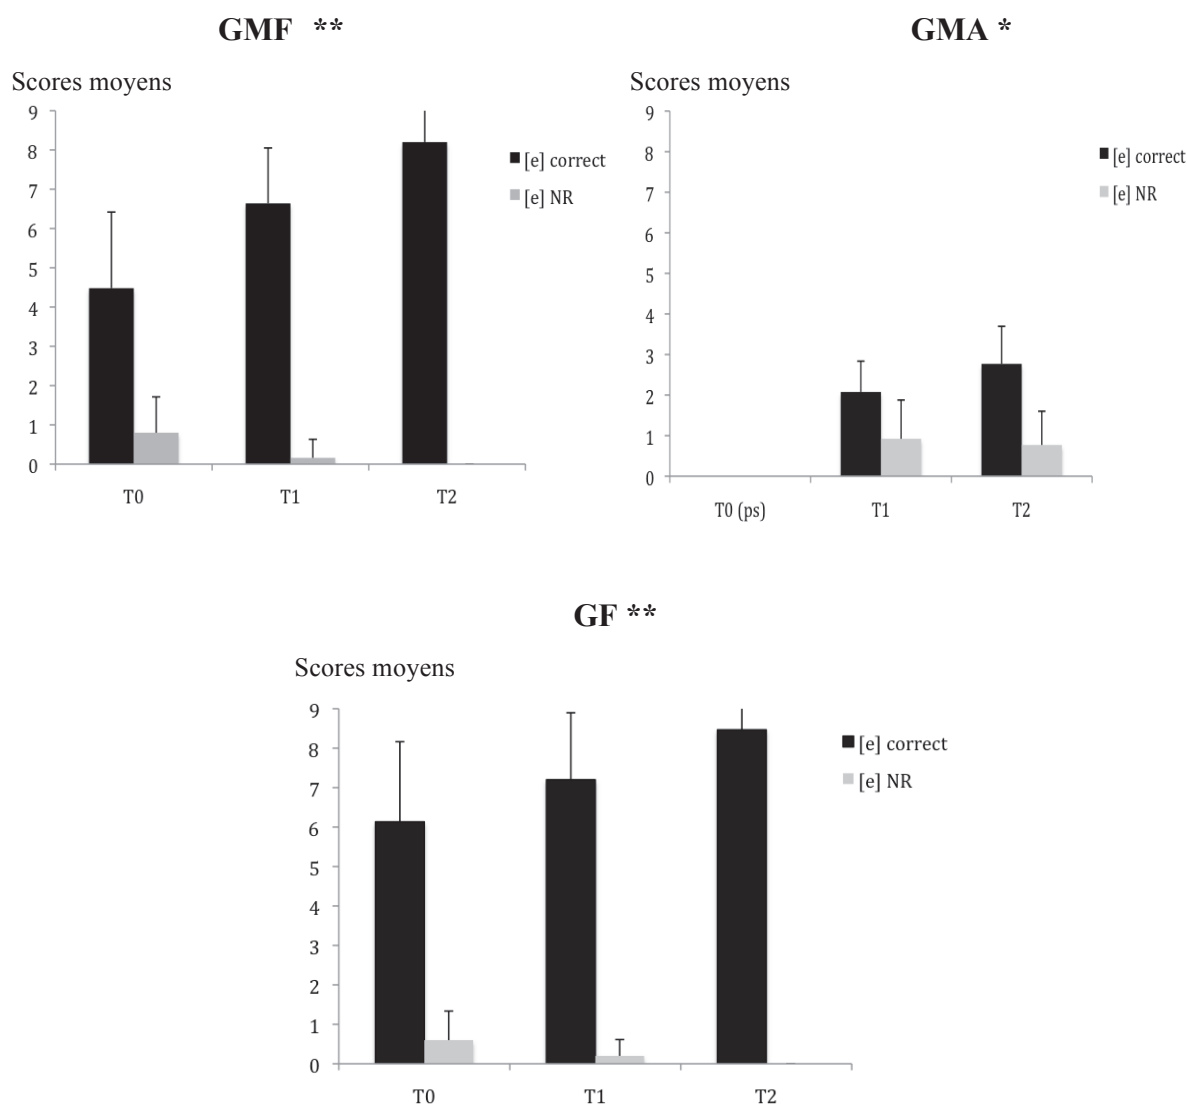 GMF **
Scores moyens
9
8
7
6
5
4
3
2
1
0
T0 T1 T2
[e] correct
[e] NR
GMA *
Scores moyens
9
8
7
6
5
4
3
2
1
0
T0 (ps) T1 T2
[e] correct
[e] NR
GF **
Scores moyens
9
8
7
6
5
4
3
2
1
0
T0 T1 T2
[e] correct
[e] NR